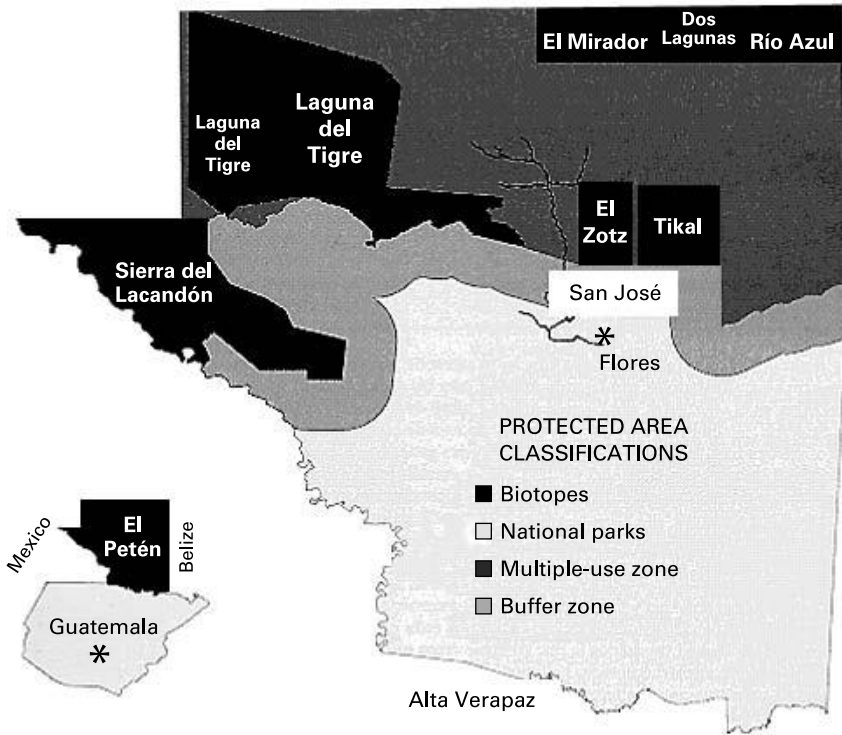 El Mirador
Dos
Lagunas
Río Azul
Laguna
del
Tigre
Laguna
del
Tigre
El
Zotz
Tikal
Sierra del
Lacandón
San José
*
Flores
PROTECTED AREA
CLASSIFICATIONS
Biotopes
National parks
Multiple-use zone
Buffer zone
Mexico
El
Petén
Belize
Guatemala
*
Alta Verapaz